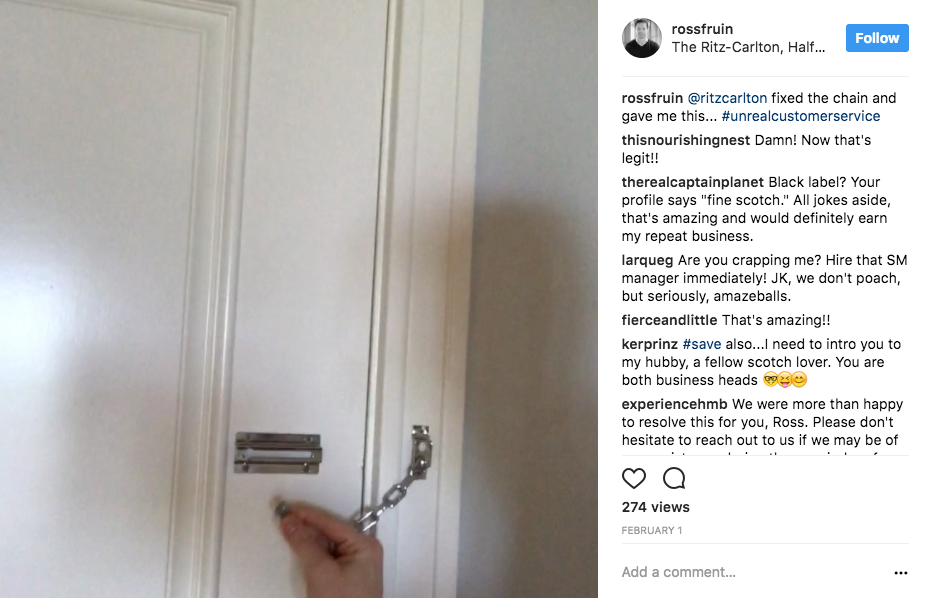 rossfruin
The Ritz-Carlton, Half...
Follow
rossfruin @ritzcarlton fixed the chain and
gave me this... #unrealcustomerservice
thisnourishingnest Damn! Now that's
legit!!
therealcaptainplanet Black label? Your
profile says "fine scotch." All jokes aside,
that's amazing and would definitely earn
my repeat business.
larqueg Are you crapping me? Hire that SM
manager immediately! JK, we don't poach,
but seriously, amazeballs.
fierceandlittle That's amazing!!
kerprinz #save also...I need to intro you to
my hubby, a fellow scotch lover. You are
both business heads 🤓😝😊
experiencehmb We were more than happy
to resolve this for you, Ross. Please don't
hesitate to reach out to us if we may be of
274 views
FEBRUARY 1
Add a comment...